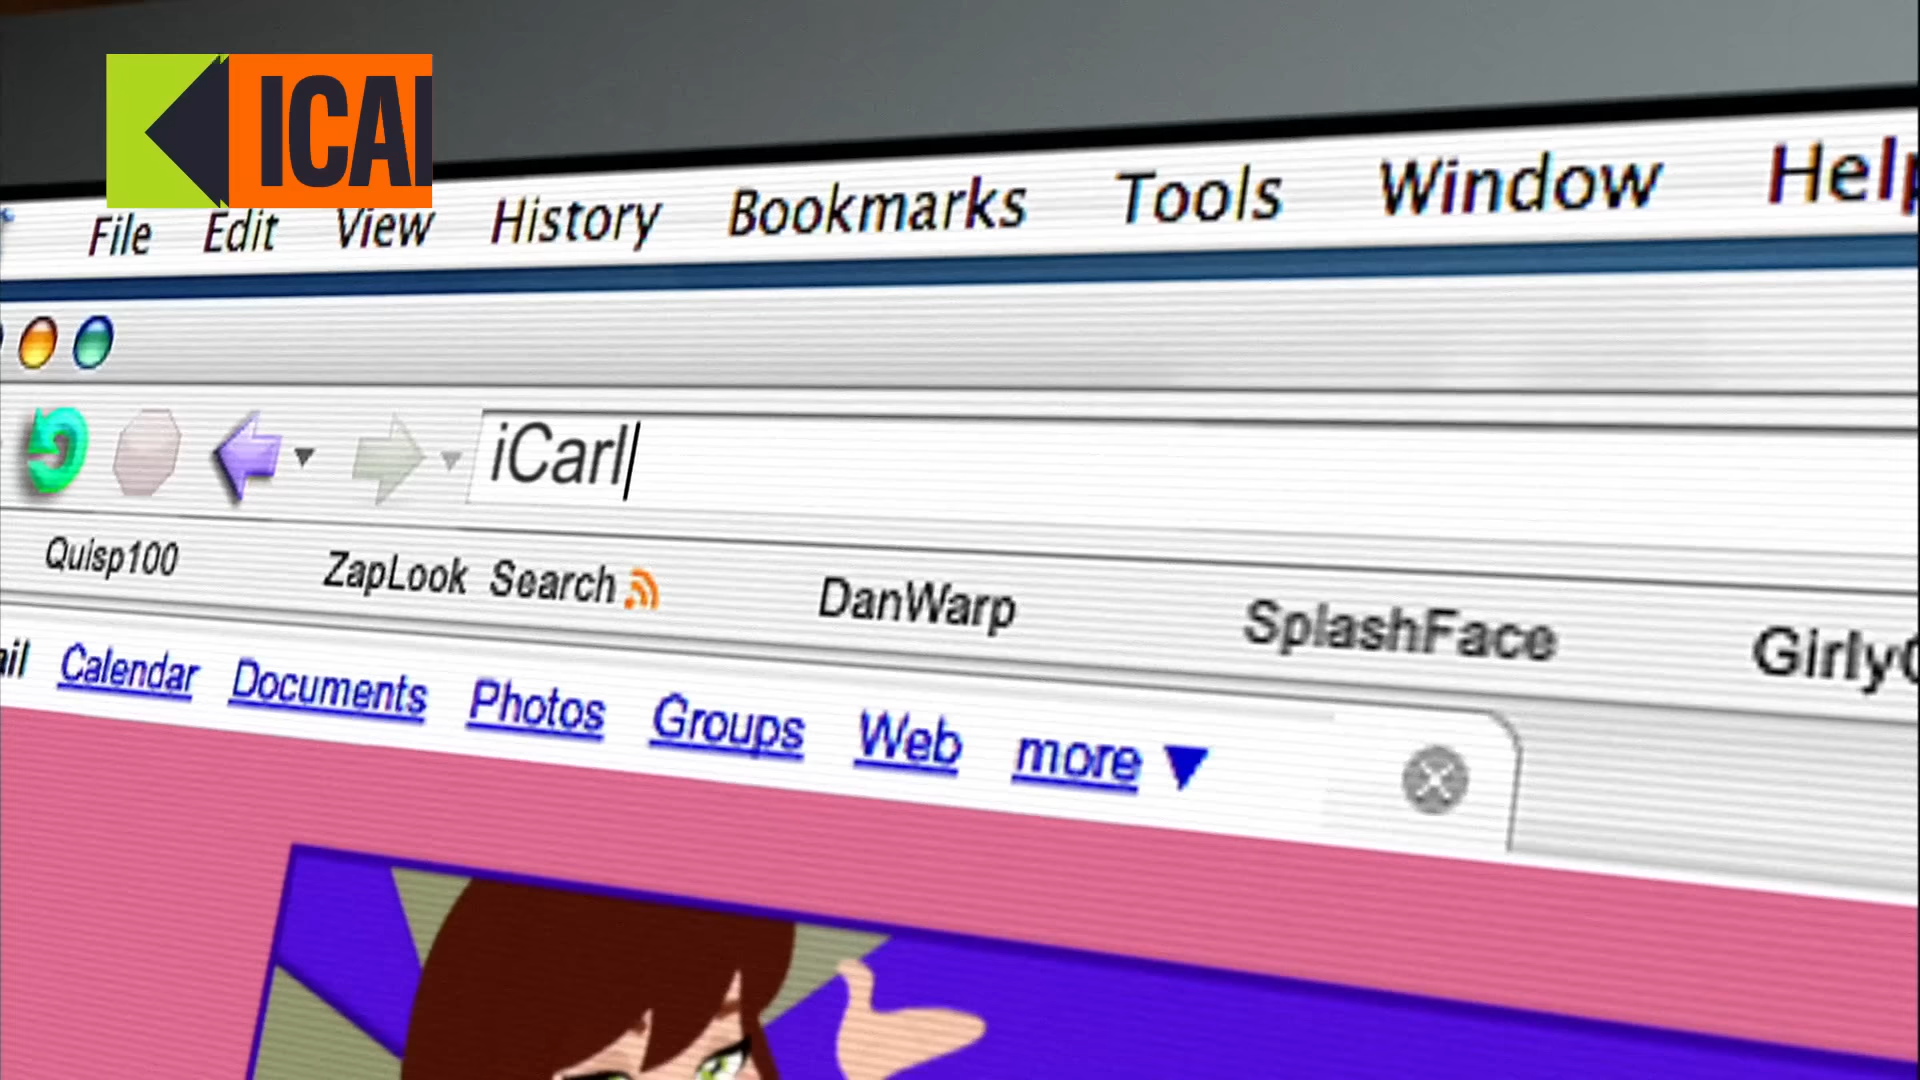 ICAI
File Edit View History Bookmarks Tools Window Help
iCarl
Quisp100 ZapLook Search DanWarp SplashFace
Calendar Documents Photos Groups Web more